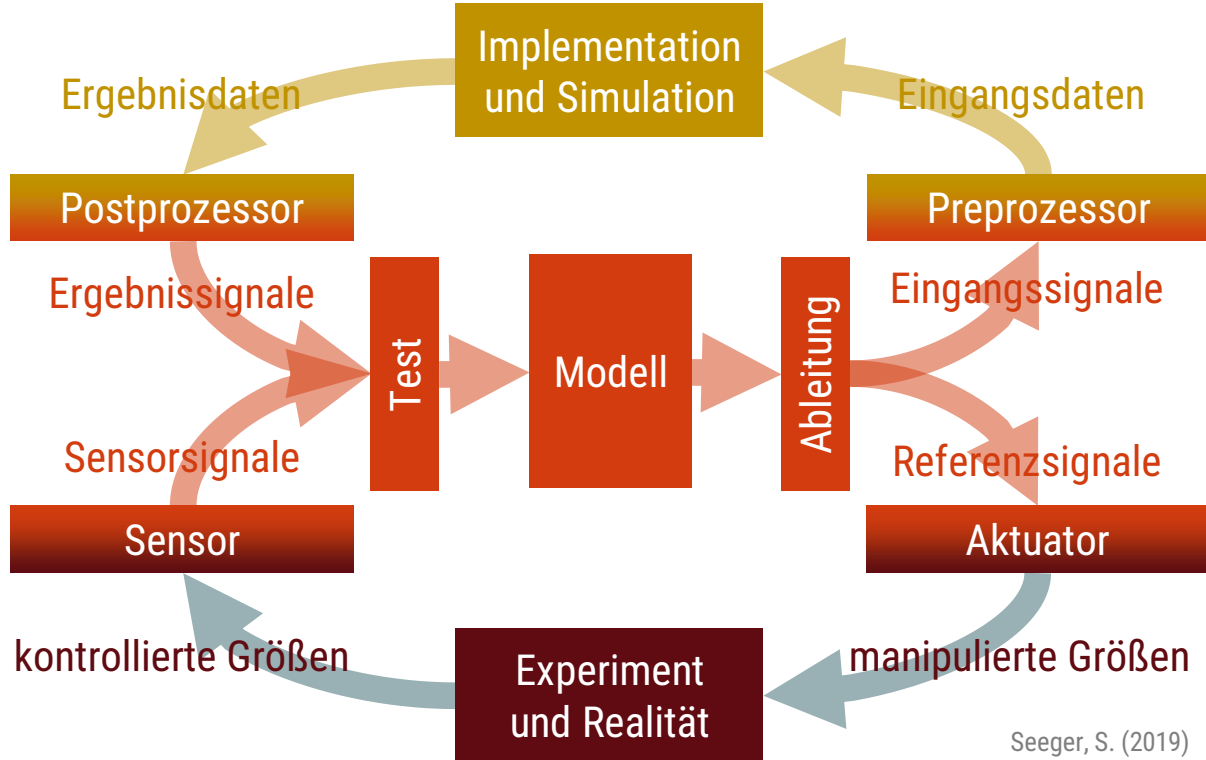 Implementation
und Simulation
Ergebnisdaten
Eingangsdaten
Postprozessor
Preprozessor
Ergebnissignale
Eingangssignale
Test
Modell
Ableitung
Sensorsignale
Referenzsignale
Sensor
Aktuator
kontrollierte Größen
manipulierte Größen
Experiment
und Realität
Seeger, S. (2019)